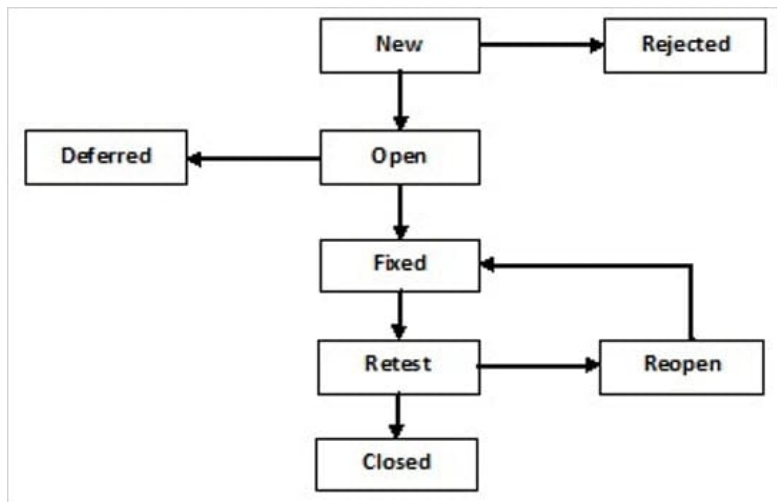 New
Rejected
Deferred
Open
Fixed
Retest
Reopen
Closed